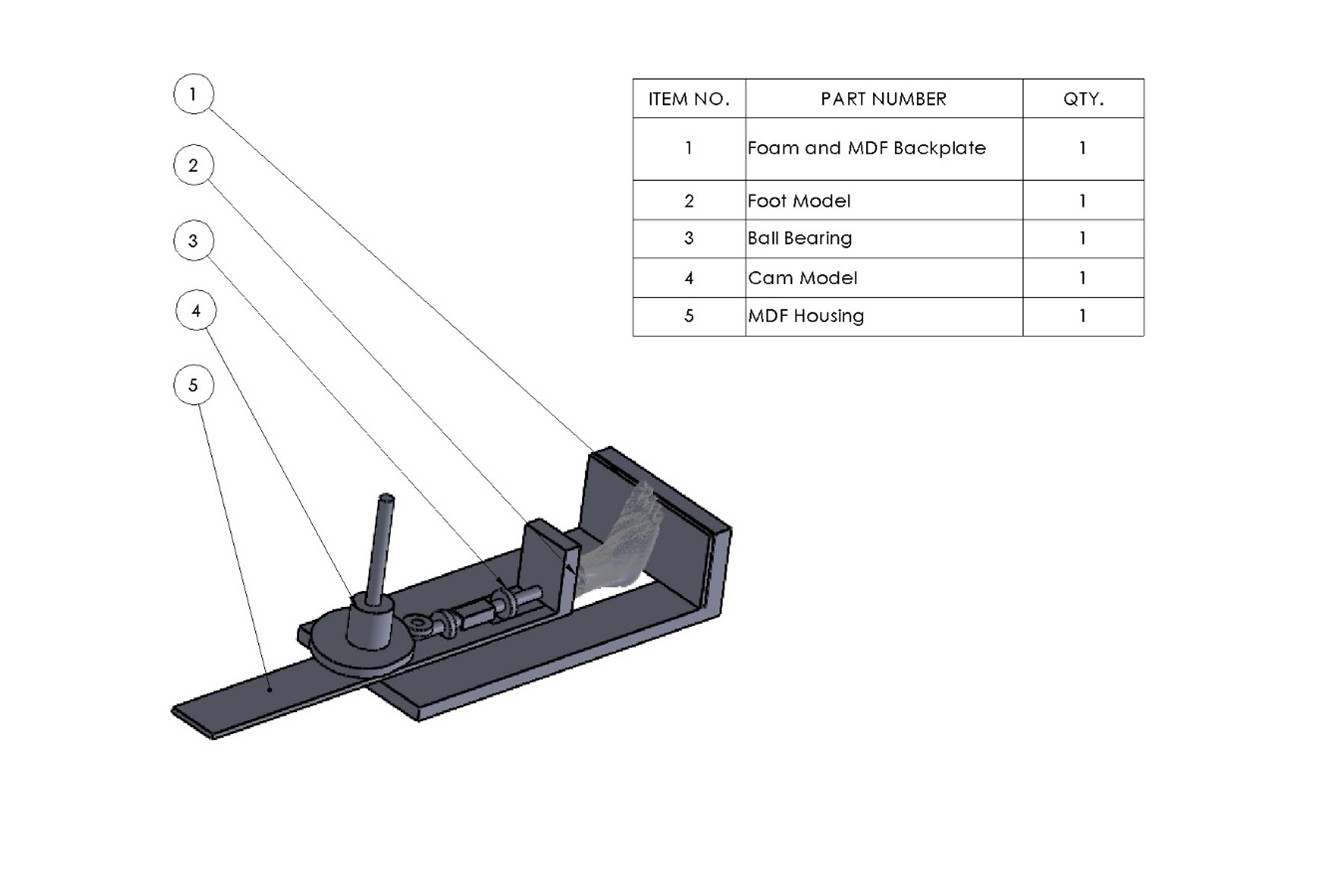 1
2
3
4
5
ITEM NO. PART NUMBER QTY.
1 Foam and MDF Backplate 1
2 Foot Model 1
3 Ball Bearing 1
4 Cam Model 1
5 MDF Housing 1